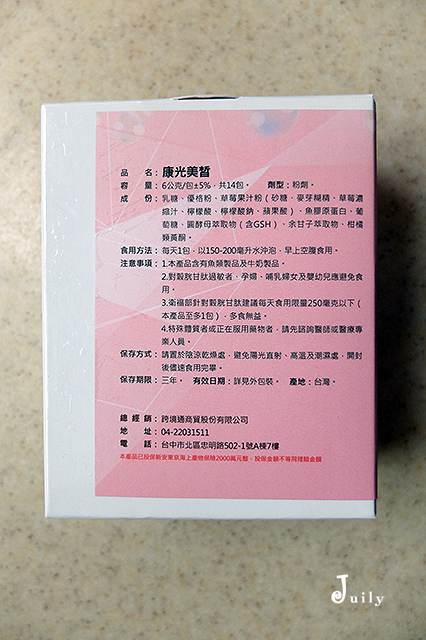 品　名：康光美皙
容　量：6公克/包±5%，共14包。 劑型：粉劑。
成　份：乳糖、優格粉、草莓果汁粉（砂糖、麥芽糊精、草莓濃
縮汁、檸檬酸、檸檬酸鈉、蘋果酸）、魚膠原蛋白、葡
萄糖、圓酵母萃取物（含GSH）、余甘子萃取物、柑橘
類黃酮。
食用方法：每天1包，以150-200毫升水沖泡，早上空腹食用。
注意事項：1.本產品含有魚類製品及牛奶製品。
2.對穀胱甘肽過敏者、孕婦、哺乳婦女及嬰幼兒應避免食
用。
3.衛福部針對穀胱甘肽建議每天食用限量250毫克以下（
本產品至多1包），多食無益。
4.特殊體質者或正在服用藥物者，請先諮詢醫師或醫療專
業人員。
保存方式：請置於陰涼乾燥處，避免陽光直射、高溫及潮濕處，開封
後儘速食用完畢。
保存期限：三年。 有效日期：詳見外包裝。 產地：台灣。
總經銷：跨境通商貿股份有限公司
地　址：04-22031511
電　話：台中市北區忠明路502-1號A棟7樓
本產品已投保新安東京海上產物保險2000萬元整，投保金額不等同理賠金額
Juily